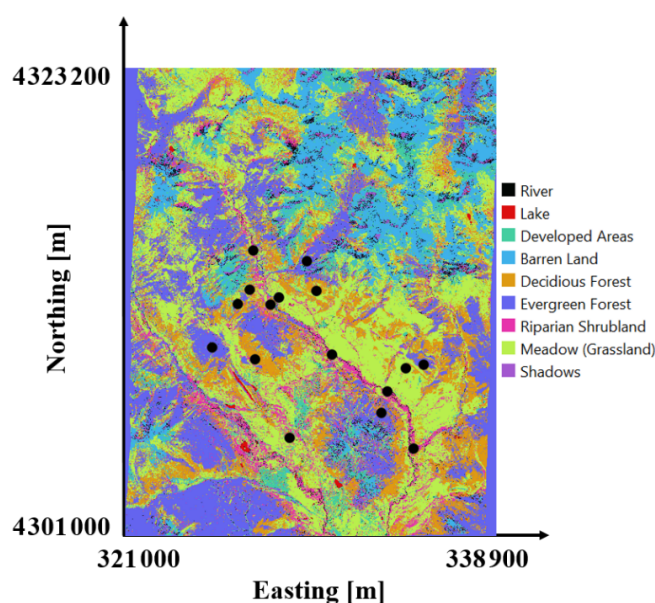 4323200
Northing [m]
4301000
321000
338900
Easting [m]
River
Lake
Developed Areas
Barren Land
Decidious Forest
Evergreen Forest
Riparian Shrubland
Meadow (Grassland)
Shadows